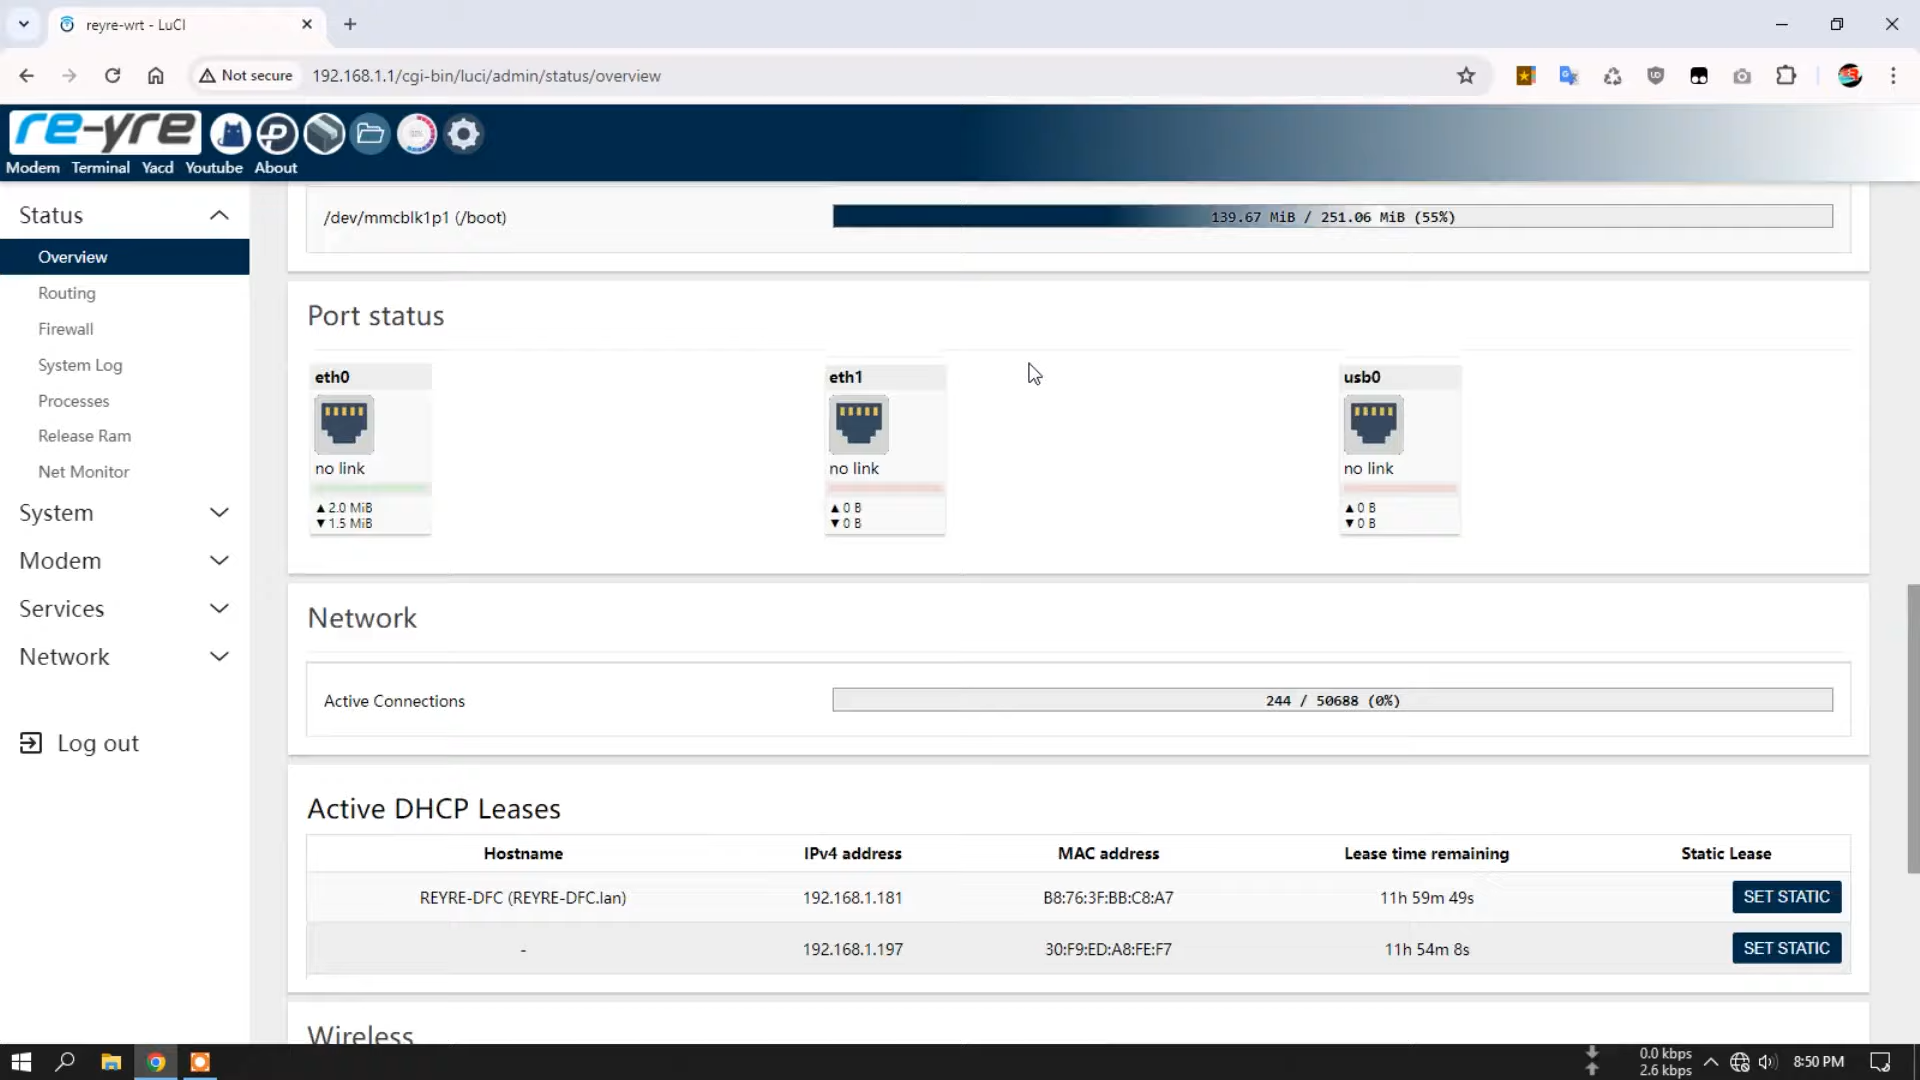 reyre-wrt - LuCI
Not secure
192.168.1.1/cgi-bin/luci/admin/status/overview
re-yre
Modem Terminal Yacd Youtube About
Status
Overview
Routing
Firewall
System Log
Processes
Release Ram
Net Monitor
System
Modem
Services
Network
Log out
/dev/mmcblk1p1 (/boot)
139.67 MiB / 251.06 MiB (55%)
Port status
eth0
no link
▲ 2.0 MiB
▼ 1.5 MiB
eth1
no link
▲ 0 B
▼ 0 B
usb0
no link
▲ 0 B
▼ 0 B
Network
Active Connections
244 / 50688 (0%)
Active DHCP Leases
Hostname IPv4 address MAC address Lease time remaining Static Lease
REYRE-DFC (REYRE-DFC.lan) 192.168.1.181 B8:76:3F:BB:C8:A7 11h 59m 49s SET STATIC
- 192.168.1.197 30:F9:ED:A8:FE:F7 11h 54m 8s SET STATIC
Wireless
0.0 kbps
2.6 kbps
8:50 PM